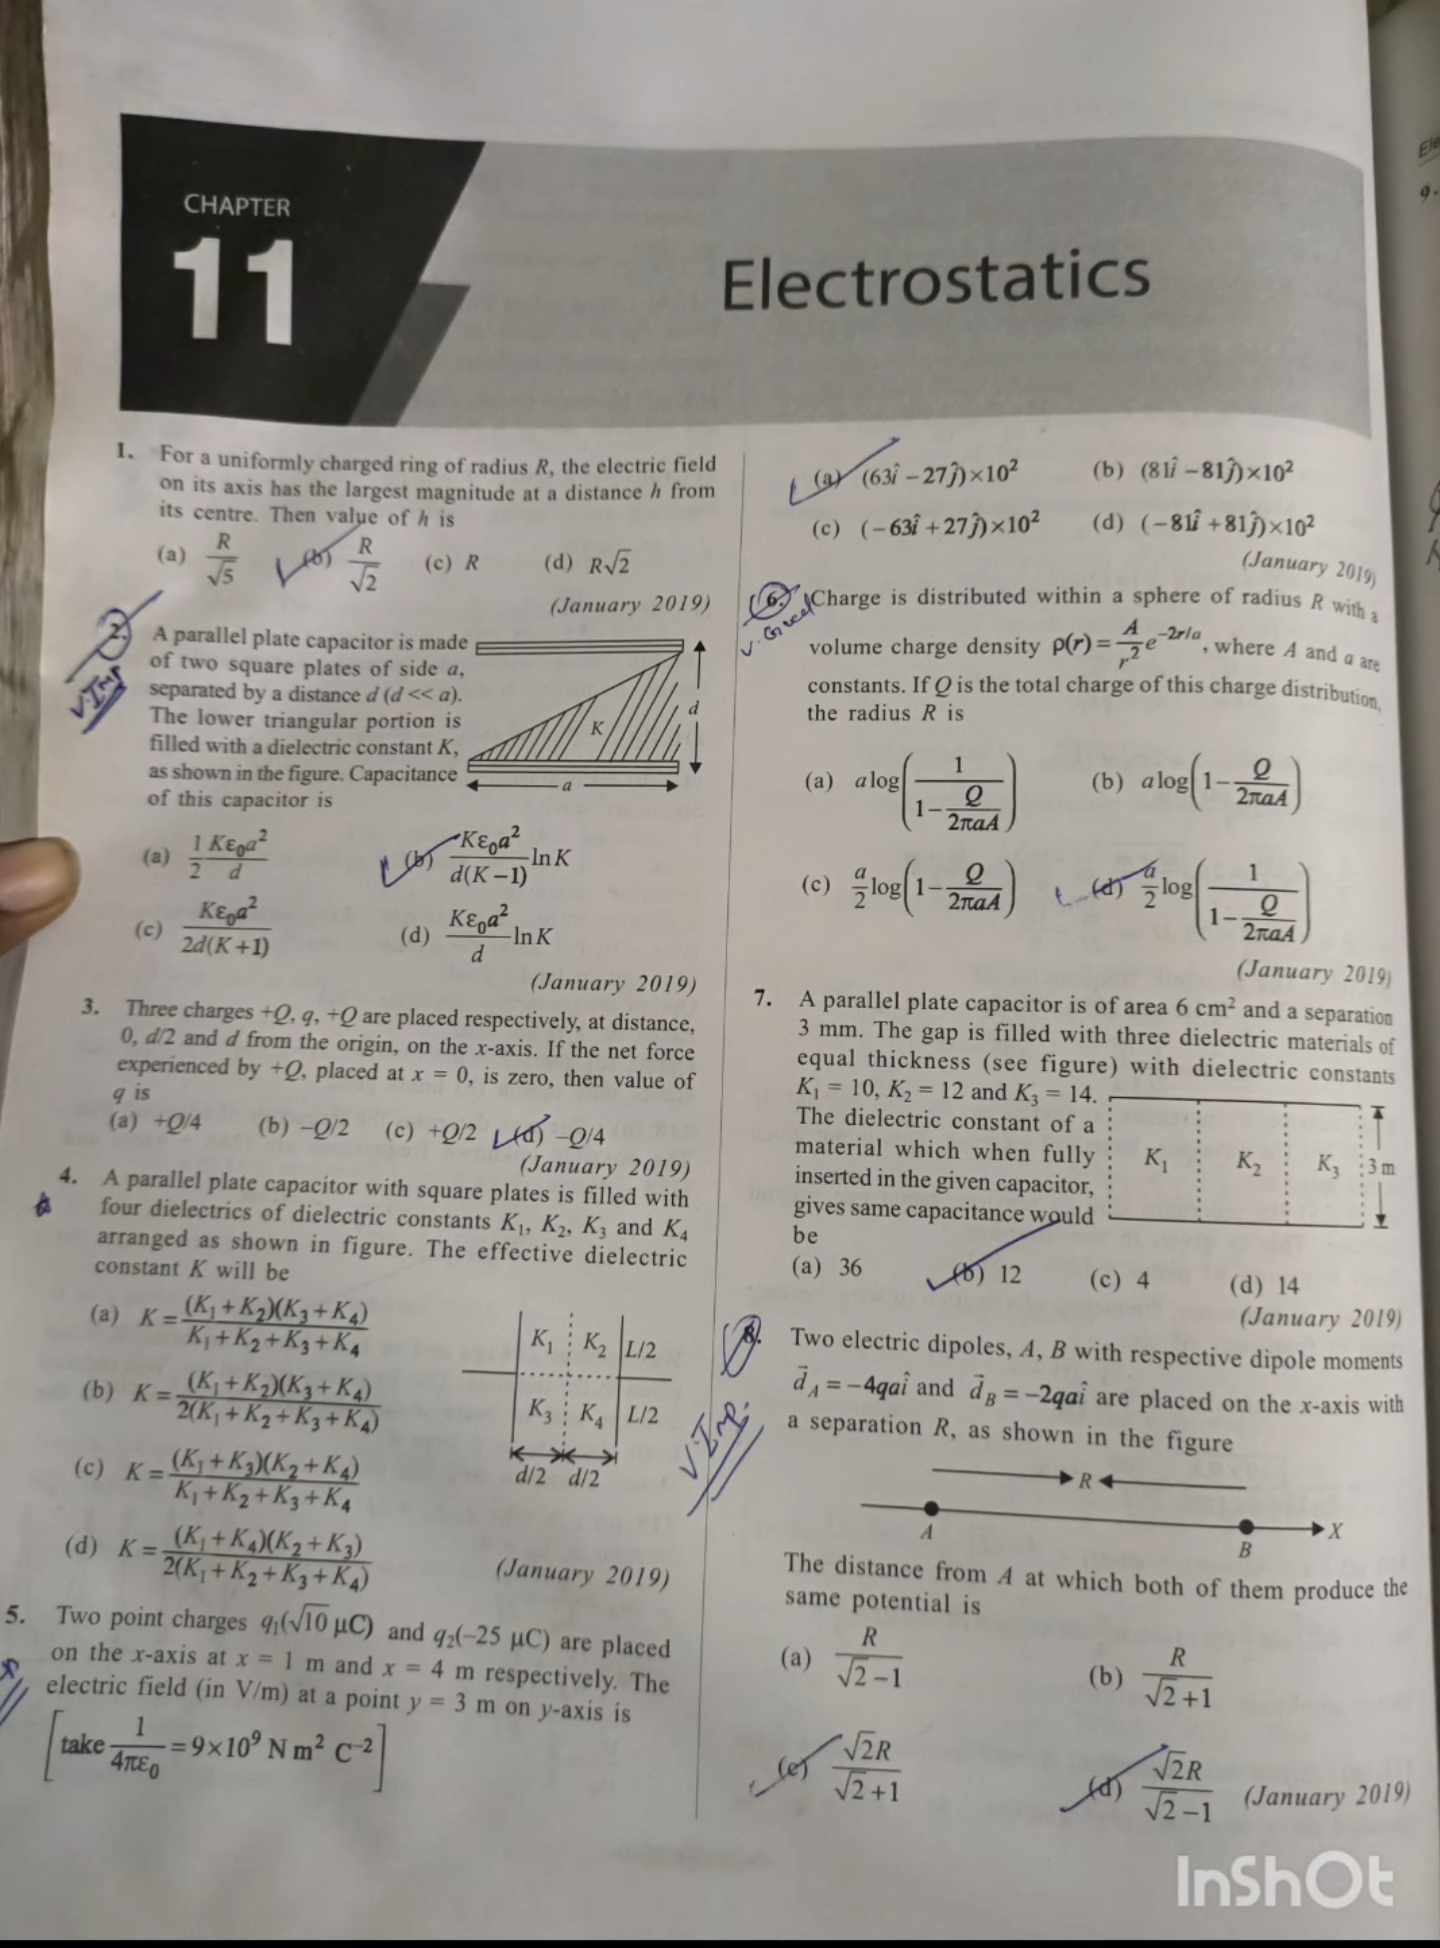 CHAPTER
11
Electrostatics
1. For a uniformly charged ring of radius R, the electric field
on its axis has the largest magnitude at a distance h from
its centre. Then value of h is
(a) R/√5 (b) R/√2 (c) R (d) R√2
(January 2019)
2. A parallel plate capacitor is made
of two square plates of side a,
separated by a distance d (d << a).
The lower triangular portion is
filled with a dielectric constant K,
as shown in the figure. Capacitance
of this capacitor is
K
d
a
V.Imp
(a) 1/2 Kε₀a²/d (b) Kε₀a²/d(K−1) ln K
(c) Kε₀a²/2d(K+1) (d) Kε₀a²/d ln K
(January 2019)
3. Three charges +Q, q, +Q are placed respectively, at distance,
0, d/2 and d from the origin, on the x-axis. If the net force
experienced by +Q, placed at x = 0, is zero, then value of
q is
(a) +Q/4 (b) –Q/2 (c) +Q/2 (d) –Q/4
(January 2019)
4. A parallel plate capacitor with square plates is filled with
four dielectrics of dielectric constants K₁, K₂, K₃ and K₄
arranged as shown in figure. The effective dielectric
constant K will be
(a) K = (K₁+K₂)(K₃+K₄)/K₁+K₂+K₃+K₄
(b) K = (K₁+K₂)(K₃+K₄)/2(K₁+K₂+K₃+K₄)
(c) K = (K₁+K₃)(K₂+K₄)/K₁+K₂+K₃+K₄
(d) K = (K₁+K₄)(K₂+K₃)/2(K₁+K₂+K₃+K₄)
K₁ K₂ L/2
K₃ K₄ L/2
d/2 d/2
(January 2019)
5. Two point charges q₁(√10 μC) and q₂(–25 μC) are placed
on the x-axis at x = 1 m and x = 4 m respectively. The
electric field (in V/m) at a point y = 3 m on y-axis is
[take 1/4πε₀ = 9×10⁹ N m² C⁻²]
(a) (63î − 27ĵ)×10² (b) (81î − 81ĵ)×10²
(c) (−63î + 27ĵ)×10² (d) (−81î + 81ĵ)×10²
(January 2019)
6. Charge is distributed within a sphere of radius R with a
volume charge density ρ(r) = A/r² e^(−2r/a), where A and a are
constants. If Q is the total charge of this charge distribution,
the radius R is
V. Good
(a) a log(1/(1−Q/2πaA)) (b) a log(1−Q/2πaA)
(c) a/2 log(1−Q/2πaA) (d) a/2 log(1/(1−Q/2πaA))
(January 2019)
7. A parallel plate capacitor is of area 6 cm² and a separation
3 mm. The gap is filled with three dielectric materials of
equal thickness (see figure) with dielectric constants
K₁ = 10, K₂ = 12 and K₃ = 14.
The dielectric constant of a
material which when fully
inserted in the given capacitor,
gives same capacitance would
be
K₁ K₂ K₃ 3 m
(a) 36 (b) 12 (c) 4 (d) 14
(January 2019)
8. Two electric dipoles, A, B with respective dipole moments
d⃗_A = −4qaî and d⃗_B = −2qaî are placed on the x-axis with
a separation R, as shown in the figure
V.Imp.
R
A B X
The distance from A at which both of them produce the
same potential is
(a) R/√2−1 (b) R/√2+1
(c) √2R/√2+1 (d) √2R/√2−1 (January 2019)
Ele
9.
InShOt